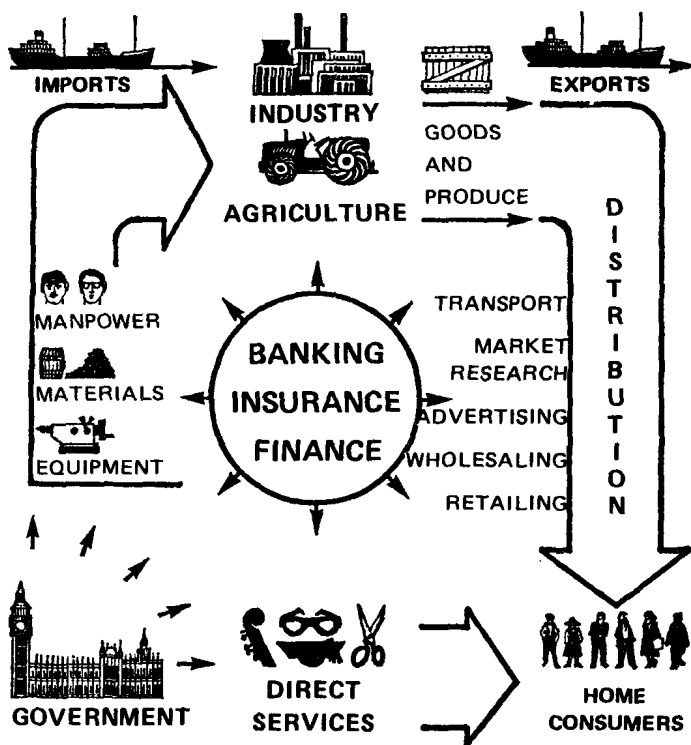 IMPORTS
EXPORTS
INDUSTRY
GOODS
AND
PRODUCE
AGRICULTURE
DISTRIBUTION
MANPOWER
MATERIALS
EQUIPMENT
BANKING
INSURANCE
FINANCE
TRANSPORT
MARKET
RESEARCH
ADVERTISING
WHOLESALING
RETAILING
GOVERNMENT
DIRECT
SERVICES
HOME
CONSUMERS